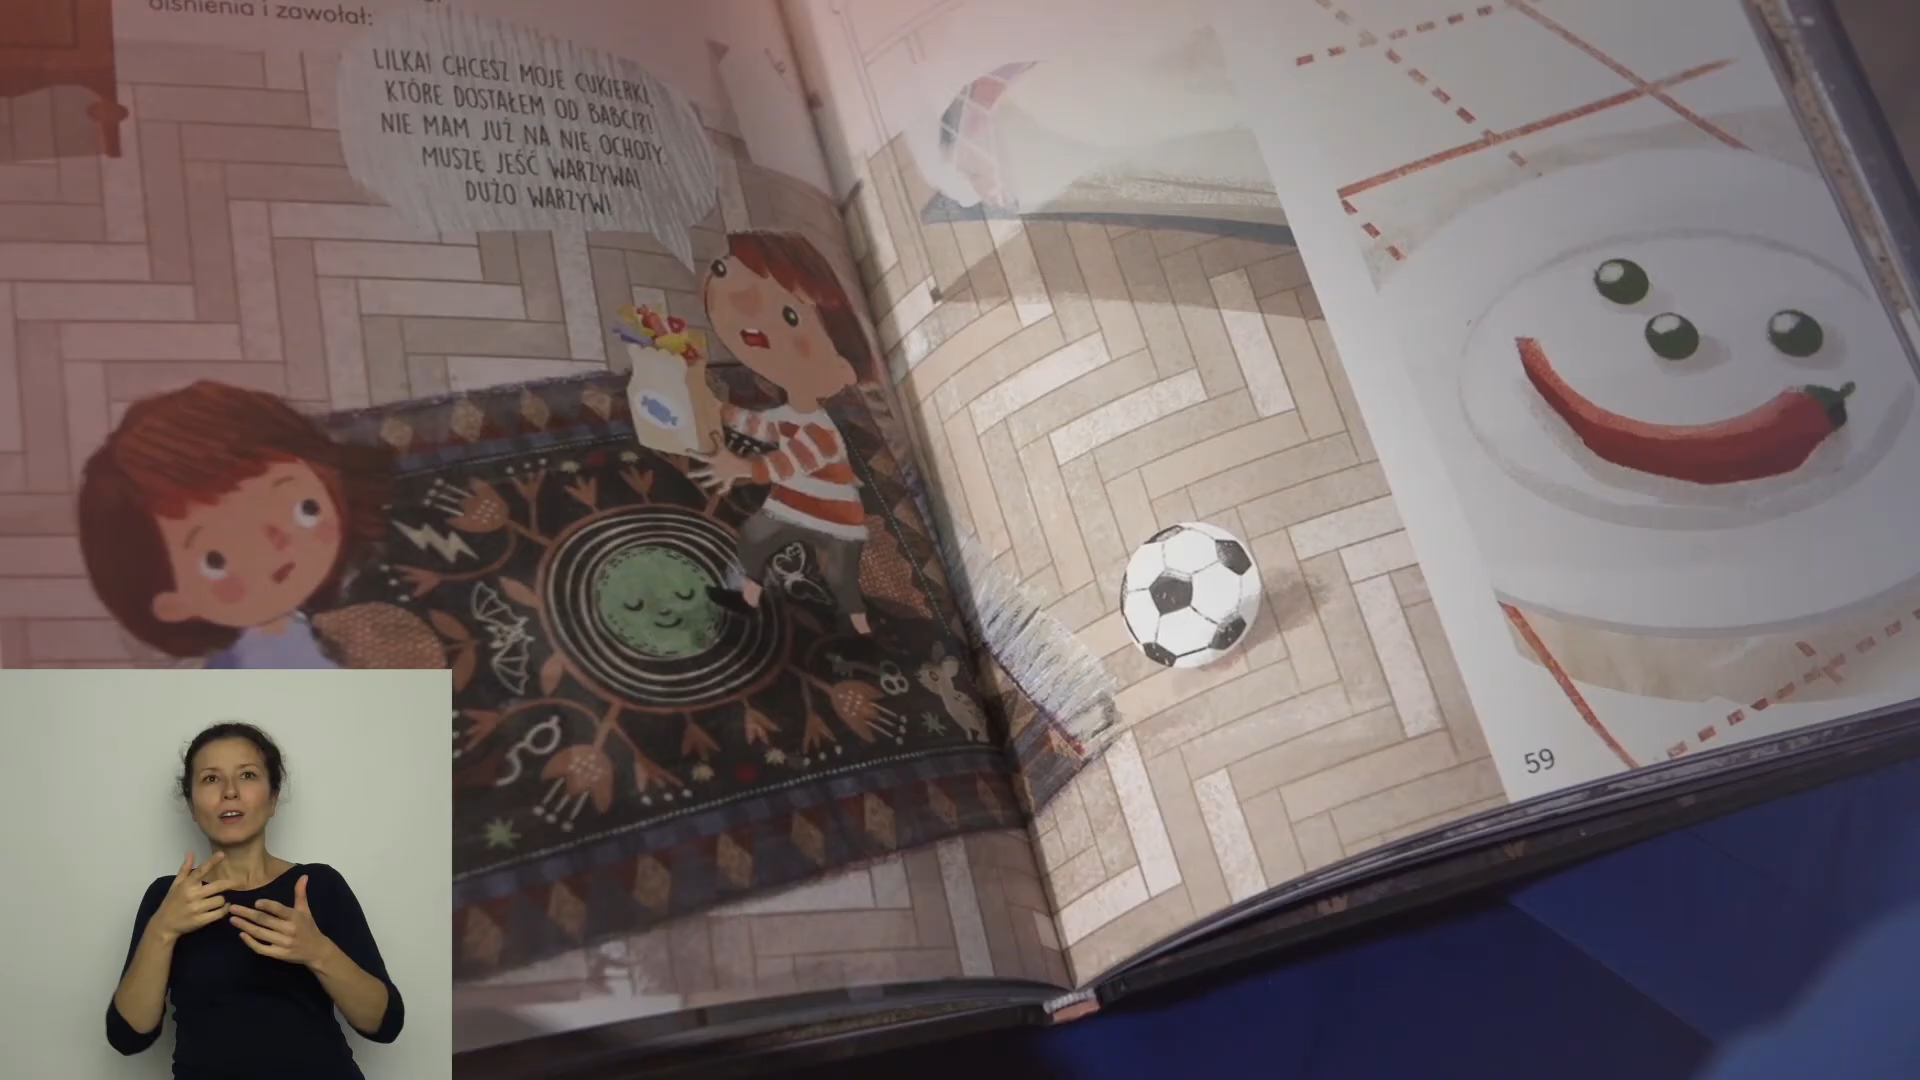 olśnienia i zawołał:
LILKA! CHCESZ MOJE CUKIERKI,
KTÓRE DOSTAŁEM OD BABCI?!
NIE MAM JUŻ NA NIE OCHOTY.
MUSZĘ JEŚĆ WARZYWA!
DUŻO WARZYW!
59